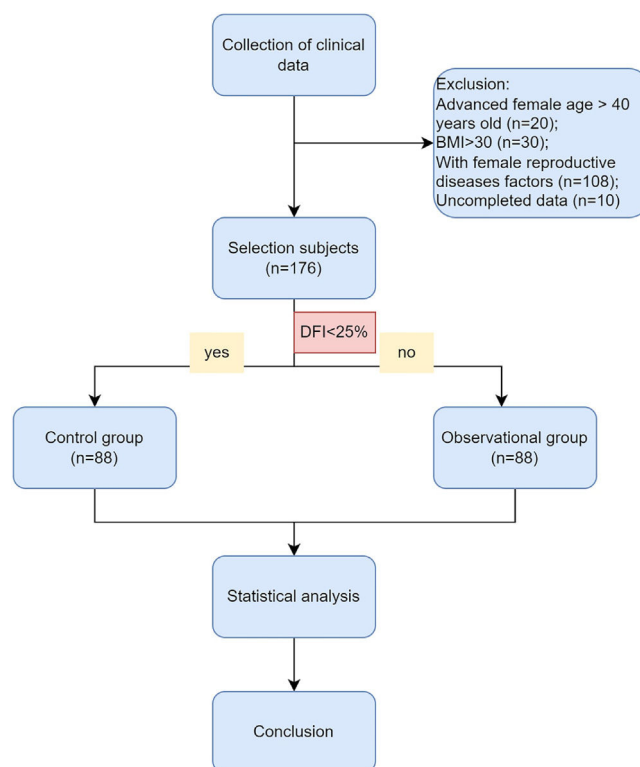 Collection of clinical
data
Exclusion:
Advanced female age > 40
years old (n=20);
BMI>30 (n=30);
With female reproductive
diseases factors (n=108);
Uncompleted data (n=10)
Selection subjects
(n=176)
DFI<25%
yes
no
Control group
(n=88)
Observational group
(n=88)
Statistical analysis
Conclusion